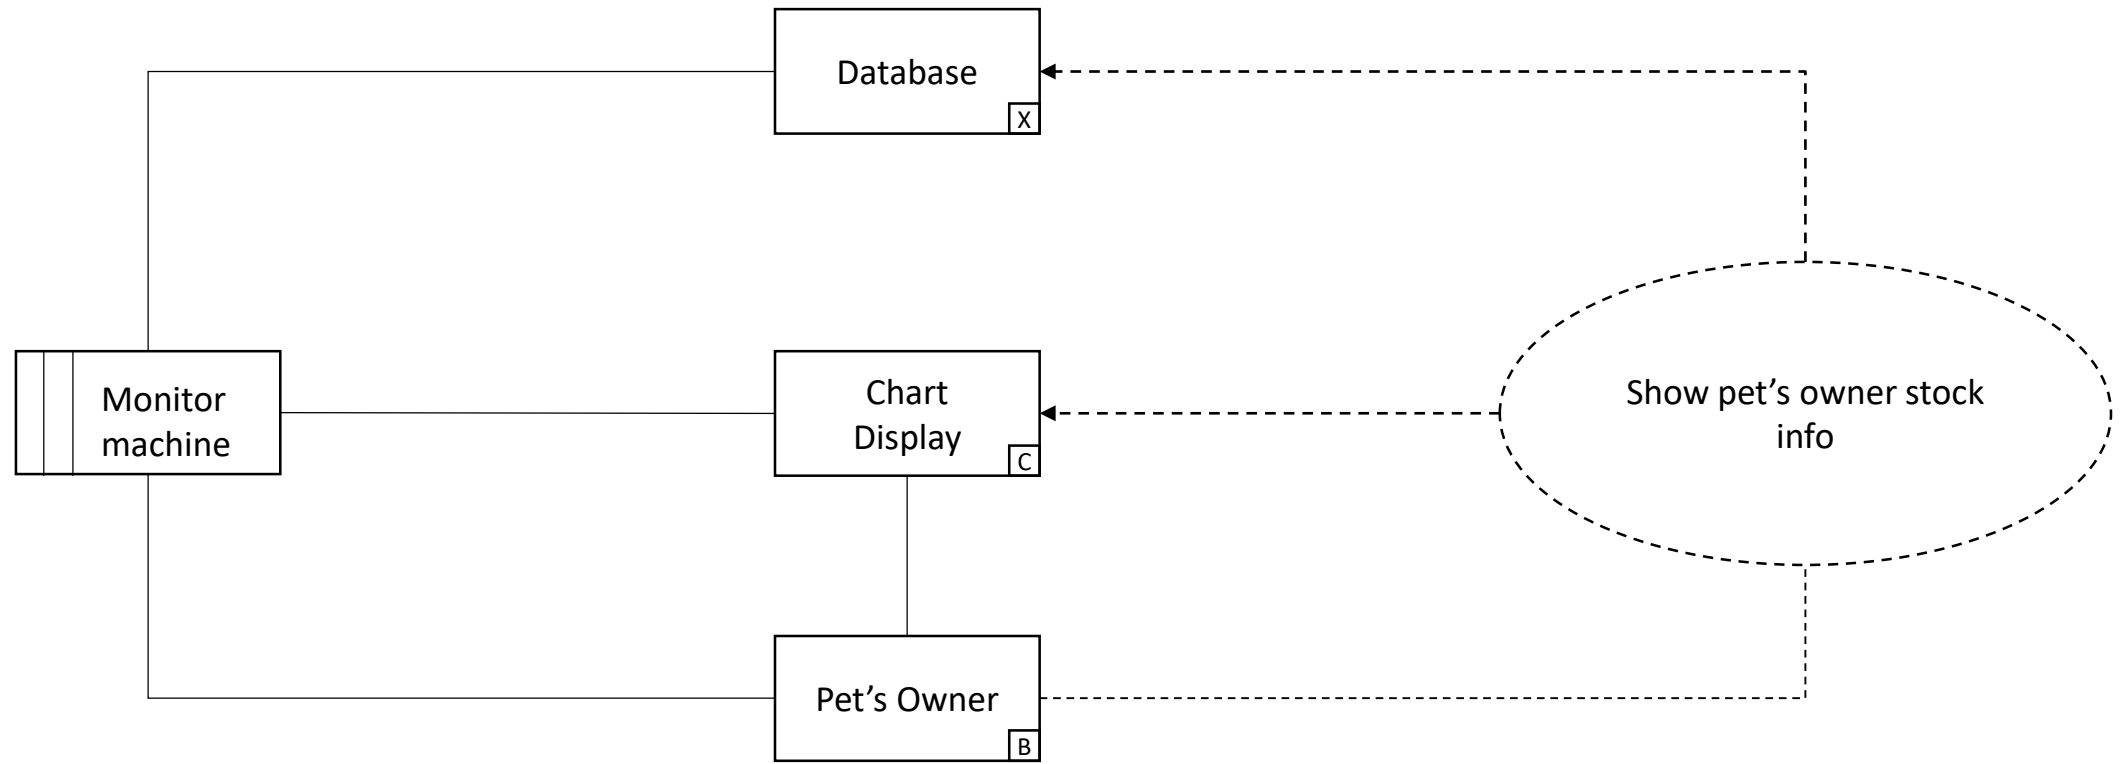 Database
X
Monitor
machine
Chart
Display
C
Show pet’s owner stock
info
Pet’s Owner
B